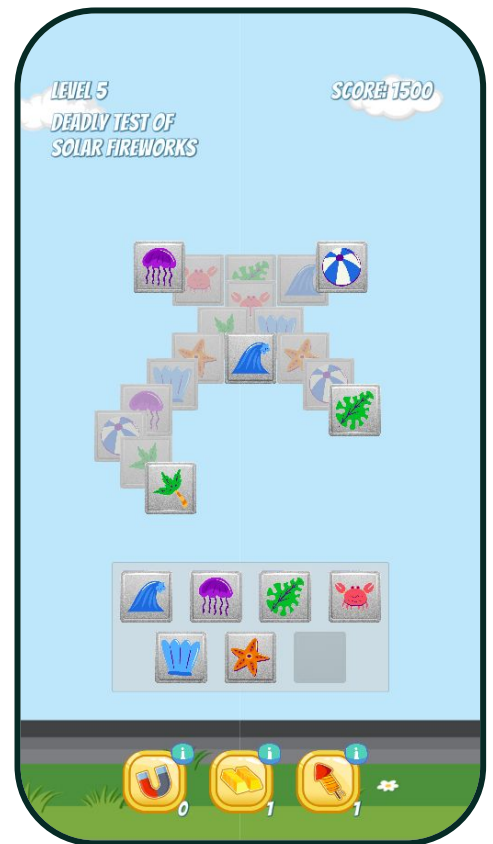 LEVEL 5
SCORE: 1500
DEADLY TEST OF
SOLAR FIREWORKS
i
i
i
0
1
1